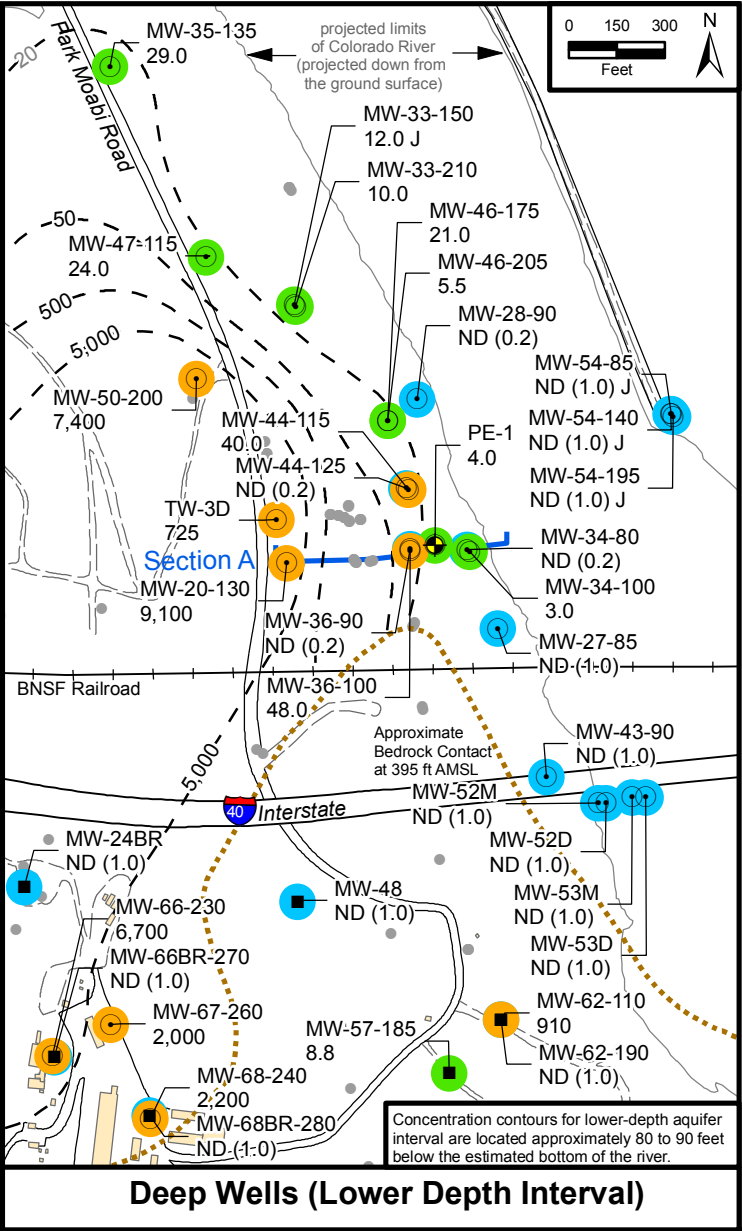 projected limits
of Colorado River
(projected down from
the ground surface)
0 150 300
Feet
N
20
Park Moabi Road
MW-35-135
29.0
MW-33-150
12.0 J
MW-33-210
10.0
MW-46-175
21.0
MW-46-205
5.5
50
MW-47-115
24.0
500
5,000
MW-28-90
ND (0.2)
MW-54-85
ND (1.0) J
MW-54-140
ND (1.0) J
MW-54-195
ND (1.0) J
MW-50-200
7,400
MW-44-115
40.0
MW-44-125
ND (0.2)
PE-1
4.0
TW-3D
725
Section A
MW-20-130
9,100
MW-34-80
ND (0.2)
MW-34-100
3.0
MW-36-90
ND (0.2)
MW-27-85
ND (1.0)
MW-36-100
48.0
BNSF Railroad
Approximate
Bedrock Contact
at 395 ft AMSL
MW-43-90
ND (1.0)
5,000
40
Interstate
MW-52M
ND (1.0)
MW-52D
ND (1.0)
MW-24BR
ND (1.0)
MW-48
ND (1.0)
MW-53M
ND (1.0)
MW-53D
ND (1.0)
MW-66-230
6,700
MW-66BR-270
ND (1.0)
MW-67-260
2,000
MW-57-185
8.8
MW-62-110
910
MW-62-190
ND (1.0)
MW-68-240
2,200
MW-68BR-280
ND (1.0)
Concentration contours for lower-depth aquifer
interval are located approximately 80 to 90 feet
below the estimated bottom of the river.
Deep Wells (Lower Depth Interval)